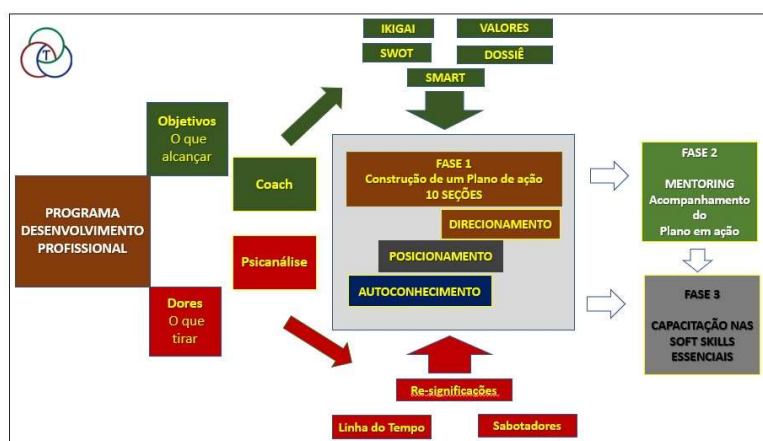 T
IKIGAI
VALORES
SWOT
DOSSIÊ
SMART
Objetivos
O que
alcançar
Coach
PROGRAMA
DESENVOLVIMENTO
PROFISSIONAL
Psicanálise
Dores
O que
tirar
FASE 1
Construção de um Plano de ação
10 SEÇÕES
DIRECIONAMENTO
POSICIONAMENTO
AUTOCONHECIMENTO
FASE 2
MENTORING
Acompanhamento
do
Plano em ação
FASE 3
CAPACITAÇÃO NAS
SOFT SKILLS
ESSENCIAIS
Re-significações
Linha do Tempo
Sabotadores